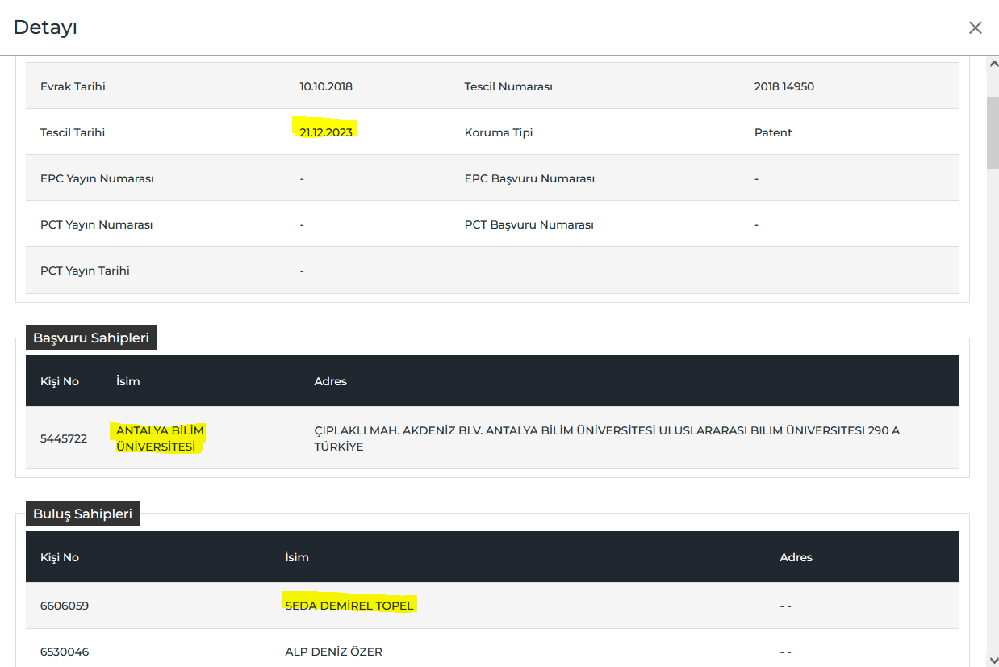 Detayı
Evrak Tarihi 10.10.2018 Tescil Numarası 2018 14950
Tescil Tarihi 21.12.2023 Koruma Tipi Patent
EPC Yayın Numarası - EPC Başvuru Numarası -
PCT Yayın Numarası - PCT Başvuru Numarası -
PCT Yayın Tarihi -
Başvuru Sahipleri
Kişi No İsim Adres
5445722 ANTALYA BİLİM ÜNİVERSİTESİ ÇIPLAKLI MAH. AKDENİZ BLV. ANTALYA BİLİM ÜNİVERSİTESİ ULUSLARARASI BILIM ÜNIVERSITESI 290 A
TÜRKİYE
Buluş Sahipleri
Kişi No İsim Adres
6606059 SEDA DEMİREL TOPEL - -
6530046 ALP DENİZ ÖZER - -